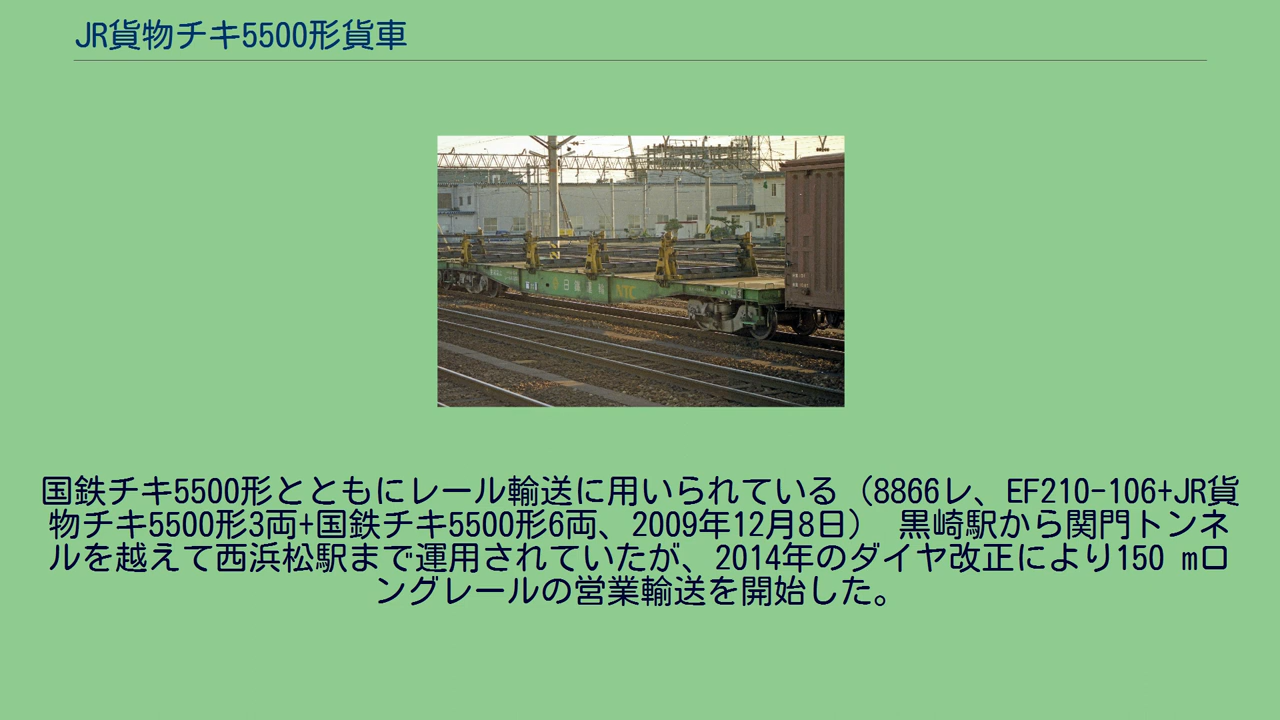 JR貨物チキ5500形貨車
日鐵運輸 NTC
国鉄チキ5500形とともにレール輸送に用いられている（8866レ、EF210-106+JR貨
物チキ5500形3両+国鉄チキ5500形6両、2009年12月8日） 黒崎駅から関門トンネ
ルを越えて西浜松駅まで運用されていたが、2014年のダイヤ改正により150 mロ
ングレールの営業輸送を開始した。